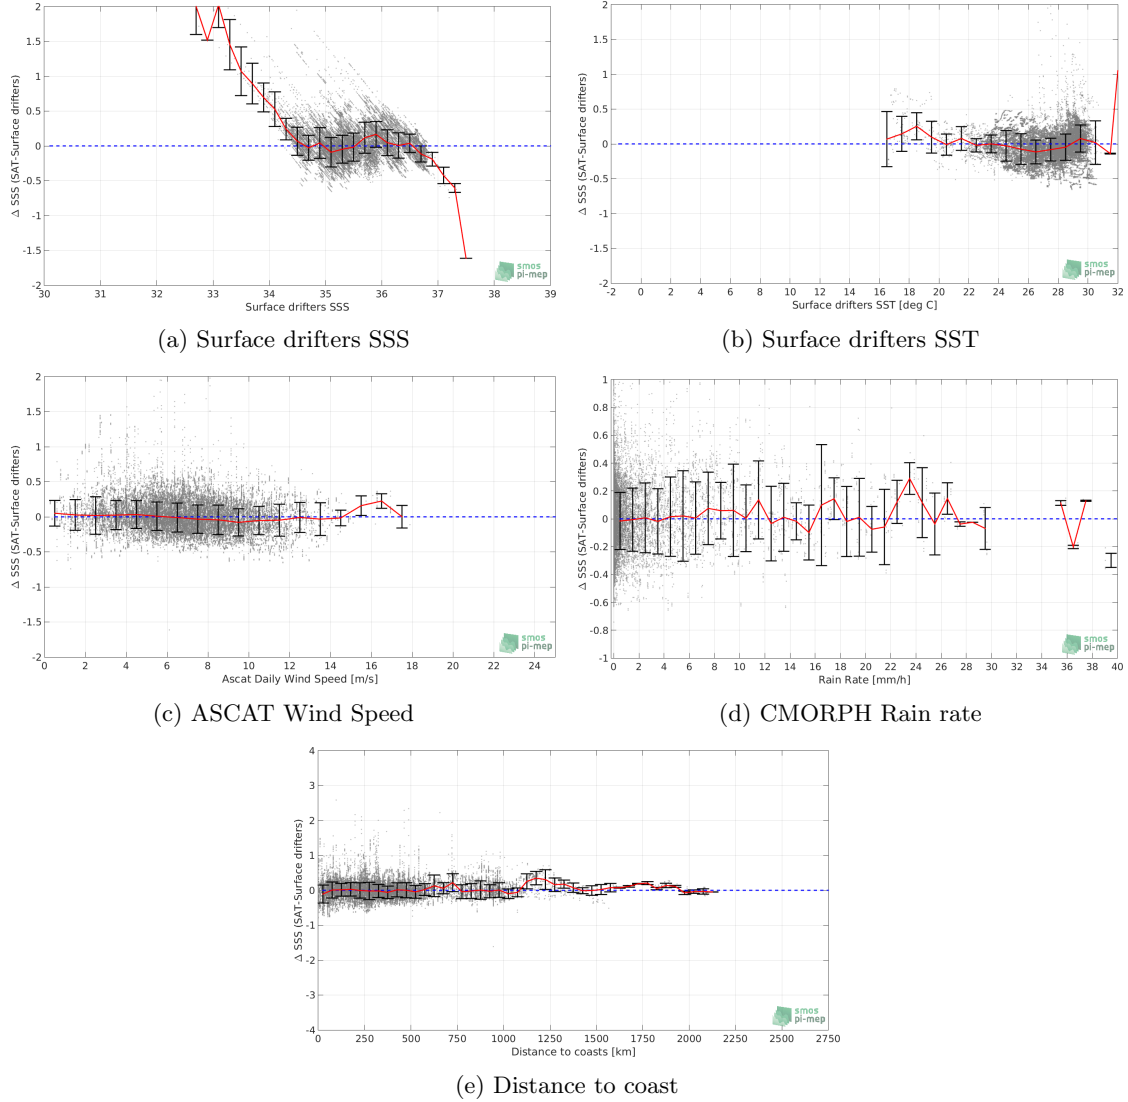 2
1.5
1
0.5
0
-0.5
-1
-1.5
-2
Δ SSS (SAT-Surface drifters)
30 31 32 33 34 35 36 37 38 39
Surface drifters SSS
smos
pi-mep
(a) Surface drifters SSS
2
1.5
1
0.5
0
-0.5
-1
-1.5
-2
Δ SSS (SAT-Surface drifters)
-2 0 2 4 6 8 10 12 14 16 18 20 22 24 26 28 30 32
Surface drifters SST [deg C]
smos
pi-mep
(b) Surface drifters SST
2
1.5
1
0.5
0
-0.5
-1
-1.5
-2
Δ SSS (SAT-Surface drifters)
0 2 4 6 8 10 12 14 16 18 20 22 24
Ascat Daily Wind Speed [m/s]
smos
pi-mep
(c) ASCAT Wind Speed
1
0.8
0.6
0.4
0.2
0
-0.2
-0.4
-0.6
-0.8
-1
Δ SSS (SAT-Surface drifters)
0 2 4 6 8 10 12 14 16 18 20 22 24 26 28 30 32 34 36 38 40
Rain Rate [mm/h]
smos
pi-mep
(d) CMORPH Rain rate
4
3
2
1
0
-1
-2
-3
-4
Δ SSS (SAT-Surface drifters)
0 250 500 750 1000 1250 1500 1750 2000 2250 2500 2750
Distance to coasts [km]
smos
pi-mep
(e) Distance to coast